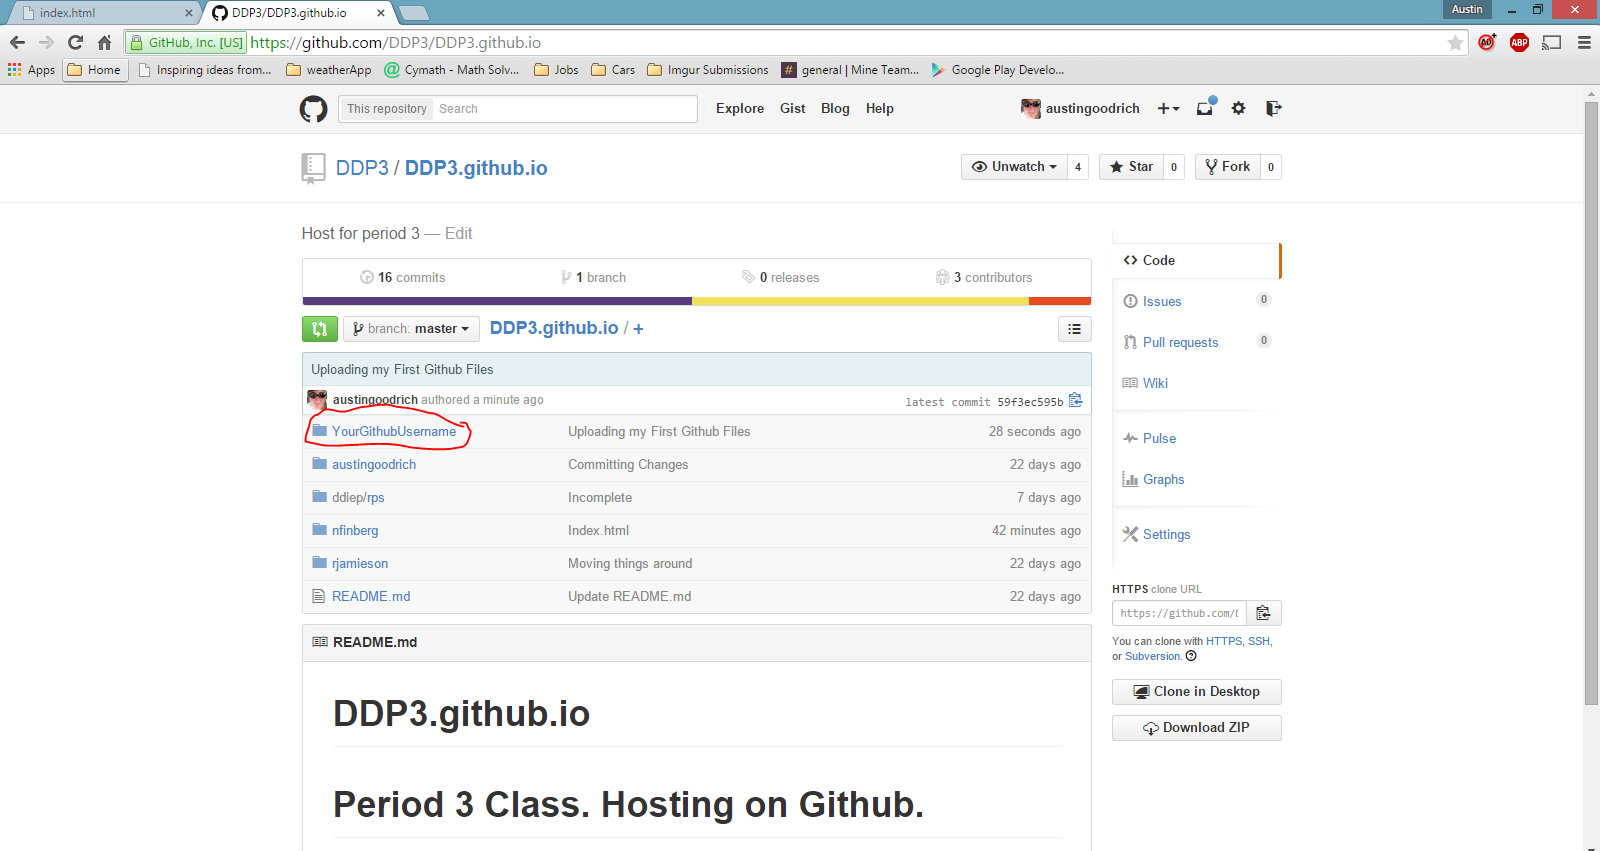 index.html
DDP3/DDP3.github.io
Austin
GitHub, Inc. [US]
https://github.com/DDP3/DDP3.github.io
ABP
Apps
Home
Inspiring ideas from...
weatherApp
Cymath - Math Solv...
Jobs
Cars
Imgur Submissions
general | Mine Team...
Google Play Develo...
This repository
Search
Explore
Gist
Blog
Help
austingoodrich
DDP3 / DDP3.github.io
Unwatch 4
Star 0
Fork 0
Host for period 3 — Edit
16 commits
1 branch
0 releases
3 contributors
branch: master
DDP3.github.io / +
Uploading my First Github Files
austingoodrich authored a minute ago
latest commit 59f3ec595b
YourGithubUsername Uploading my First Github Files 28 seconds ago
austingoodrich Committing Changes 22 days ago
ddiep/rps Incomplete 7 days ago
nfinberg Index.html 42 minutes ago
rjamieson Moving things around 22 days ago
README.md Update README.md 22 days ago
README.md
DDP3.github.io
Period 3 Class. Hosting on Github.
Code
Issues 0
Pull requests 0
Wiki
Pulse
Graphs
Settings
HTTPS clone URL
https://github.com/D
You can clone with HTTPS, SSH,
or Subversion.
Clone in Desktop
Download ZIP